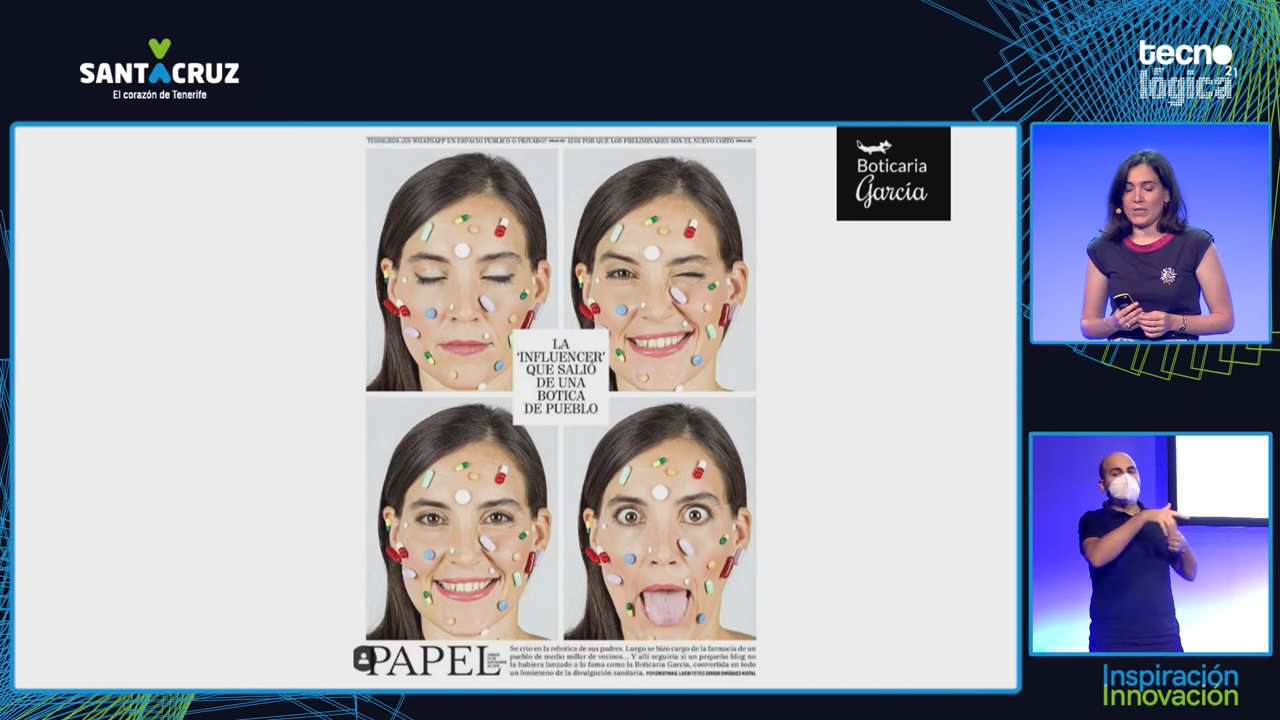 SANTACRUZ
El corazón de Tenerife
tecno
lógica21
TECNOLOGÍA ¿ES WHATSAPP UN ESPACIO PÚBLICO O PRIVADO? SEXO POR QUÉ LOS PRELIMINARES SON EL NUEVO COITO
Boticaria
García
LA
'INFLUENCER'
QUE SALIÓ
DE UNA
BOTICA
DE PUEBLO
PAPEL
Se crio en la rebotica de sus padres. Luego se hizo cargo de la farmacia de un
pueblo de medio millar de vecinos... Y allí seguiría si un pequeño blog no
la hubiera lanzado a la fama como la Boticaria García, convertida en todo
un fenómeno de la divulgación sanitaria.
Inspiración
Innovación